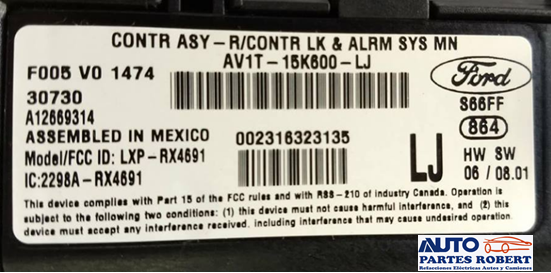 CONTR ASY-R/CONTR LK & ALRM SYS MN
AV1T-15K600-LJ
F005 V0 1474
30730
A12669314
ASSEMBLED IN MEXICO
Model/FCC ID: LXP-RX4691
IC:2298A-RX4691
002316323135
LJ
Ford
S66FF
864
HW SW
06 / 08.01
This device complies with Part 15 of the FCC rules and with RSS-210 of industry Canada. Operation is
subject to the following two conditions: (1) this device must not cause harmful interference, and (2) this
device must accept any interference received, including interference that may cause undesired operation.
AUTO
PARTES ROBERT
Relacciones Eléctricas Autos y Camiones